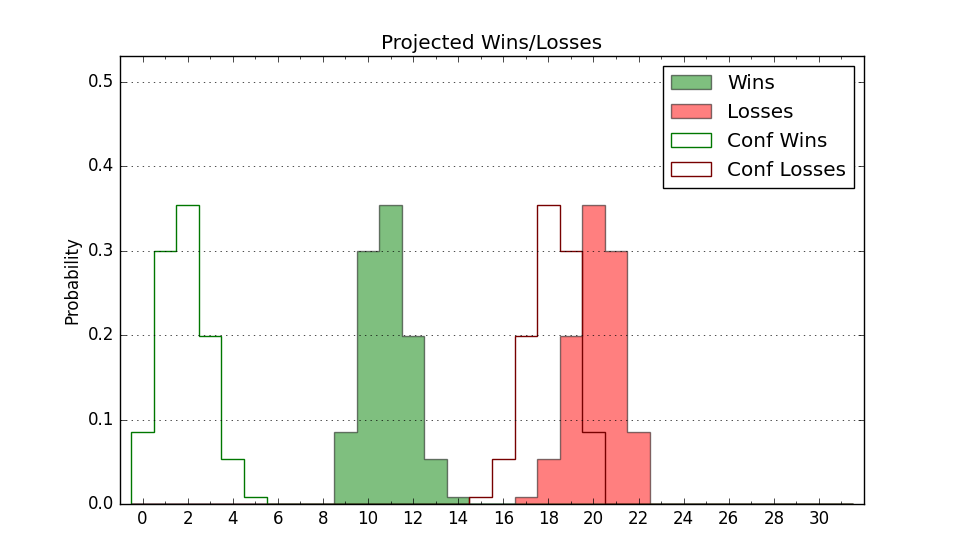 Projected Wins/Losses
Wins
Losses
Conf Wins
Conf Losses
Probability
0.5
0.4
0.3
0.2
0.1
0.0
0 2 4 6 8 10 12 14 16 18 20 22 24 26 28 30